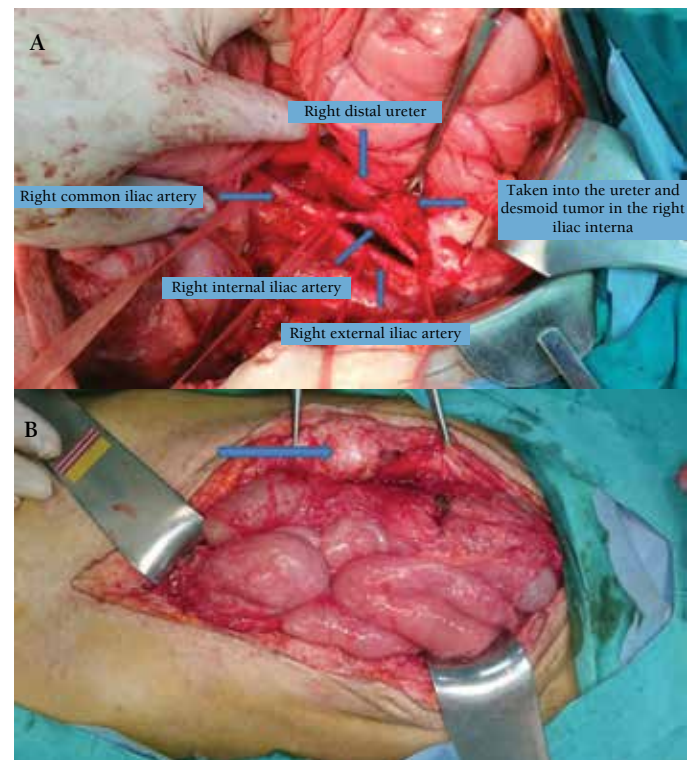 A
Right distal ureter
Right common iliac artery
Taken into the ureter and
desmoid tumor in the right
iliac interna
Right internal iliac artery
Right external iliac artery
B